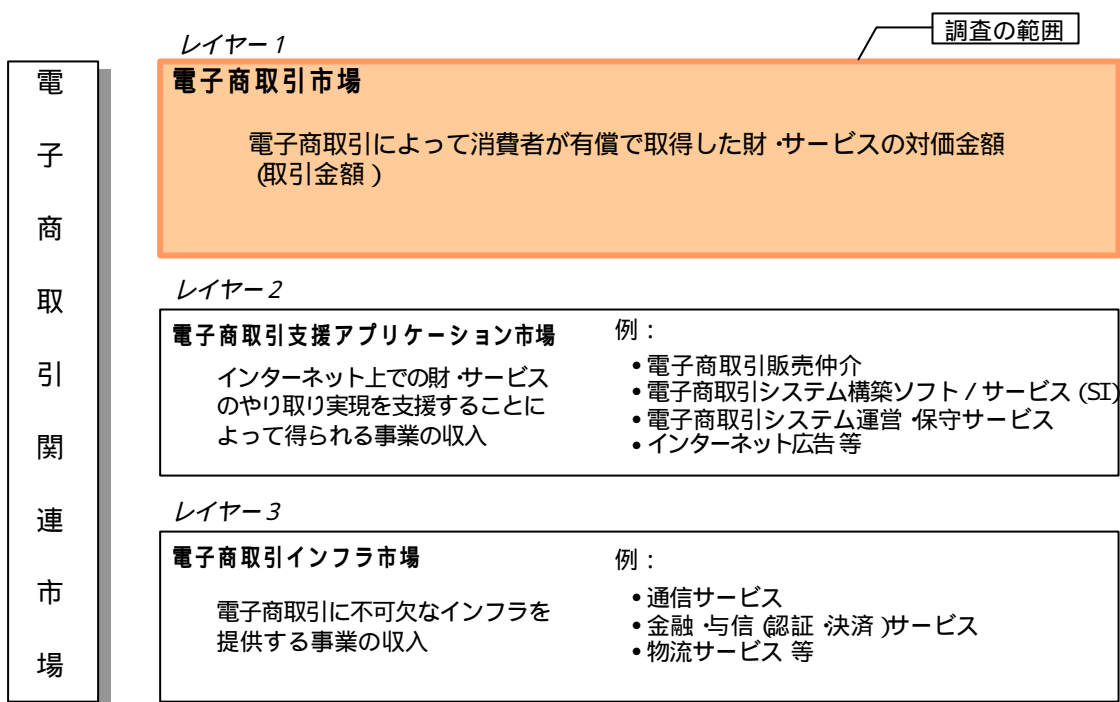 調査の範囲
電子商取引関連市場
レイヤー1
電子商取引市場
電子商取引によって消費者が有償で取得した財・サービスの対価金額
(取引金額)
レイヤー2
電子商取引支援アプリケーション市場
インターネット上での財・サービス
のやり取り実現を支援することに
よって得られる事業の収入
例：
•電子商取引販売仲介
•電子商取引システム構築ソフト/サービス(SI)
•電子商取引システム運営・保守サービス
•インターネット広告 等
レイヤー3
電子商取引インフラ市場
電子商取引に不可欠なインフラを
提供する事業の収入
例：
•通信サービス
•金融・与信(認証・決済)サービス
•物流サービス 等